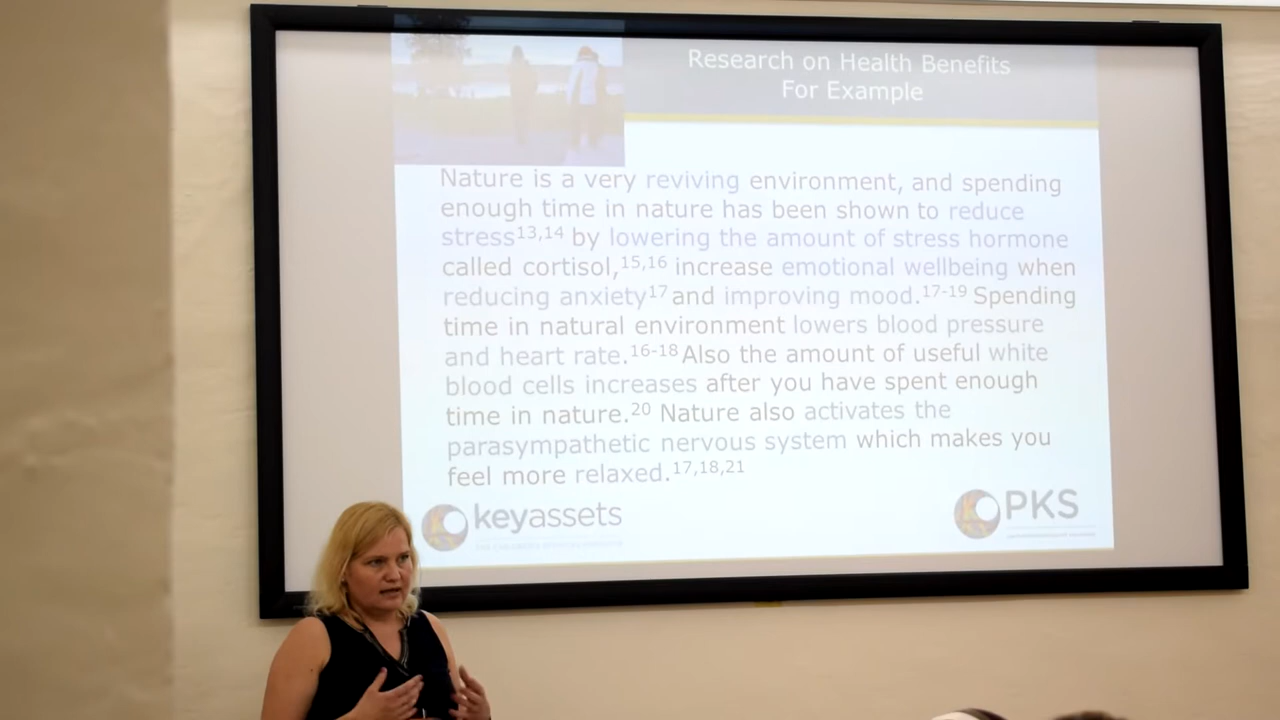 Research on Health Benefits
For Example
Nature is a very reviving environment, and spending
enough time in nature has been shown to reduce
stress13,14 by lowering the amount of stress hormone
called cortisol,15,16 increase emotional wellbeing when
reducing anxiety17 and improving mood.17-19 Spending
time in natural environment lowers blood pressure
and heart rate.16-18 Also the amount of useful white
blood cells increases after you have spent enough
time in nature.20 Nature also activates the
parasympathetic nervous system which makes you
feel more relaxed.17,18,21
keyassets
PKS